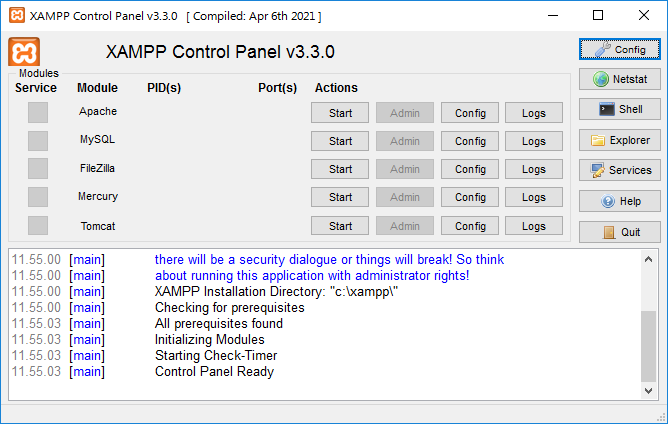 XAMPP Control Panel v3.3.0 [ Compiled: Apr 6th 2021 ]
XAMPP Control Panel v3.3.0
Config
Modules
Service Module PID(s) Port(s) Actions
Netstat
Apache Start Admin Config Logs
Shell
MySQL Start Admin Config Logs
Explorer
FileZilla Start Admin Config Logs
Services
Mercury Start Admin Config Logs
Help
Tomcat Start Admin Config Logs
Quit
11.55.00 [main] there will be a security dialogue or things will break! So think
11.55.00 [main] about running this application with administrator rights!
11.55.00 [main] XAMPP Installation Directory: "c:\xampp\"
11.55.00 [main] Checking for prerequisites
11.55.03 [main] All prerequisites found
11.55.03 [main] Initializing Modules
11.55.03 [main] Starting Check-Timer
11.55.03 [main] Control Panel Ready